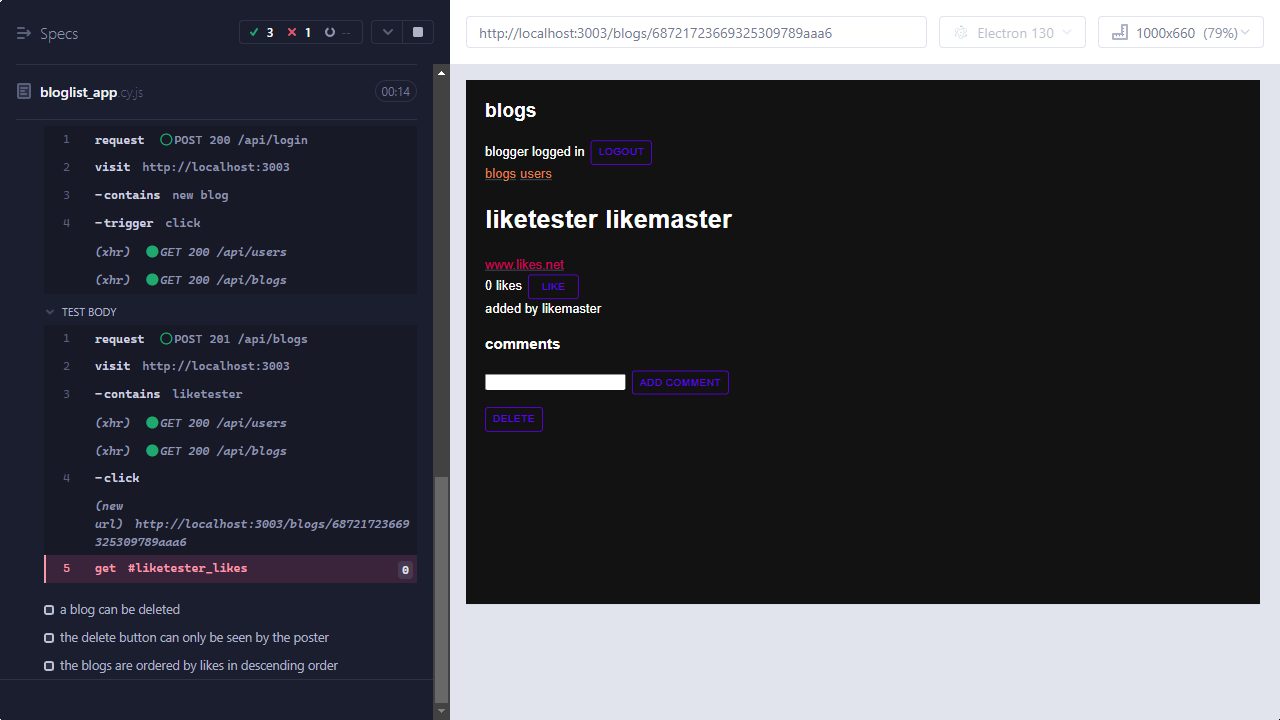 Specs
3
1
--
bloglist_app.cy.js
00:14
1 request POST 200 /api/login
2 visit http://localhost:3003
3 -contains new blog
4 -trigger click
(xhr) GET 200 /api/users
(xhr) GET 200 /api/blogs
TEST BODY
1 request POST 201 /api/blogs
2 visit http://localhost:3003
3 -contains liketester
(xhr) GET 200 /api/users
(xhr) GET 200 /api/blogs
4 -click
(new
url) http://localhost:3003/blogs/68721723669
325309789aaa6
5 get #liketester_likes 0
a blog can be deleted
the delete button can only be seen by the poster
the blogs are ordered by likes in descending order
http://localhost:3003/blogs/68721723669325309789aaa6
Electron 130
1000x660 (79%)
blogs
blogger logged in LOGOUT
blogs users
liketester likemaster
www.likes.net
0 likes LIKE
added by likemaster
comments
ADD COMMENT
DELETE